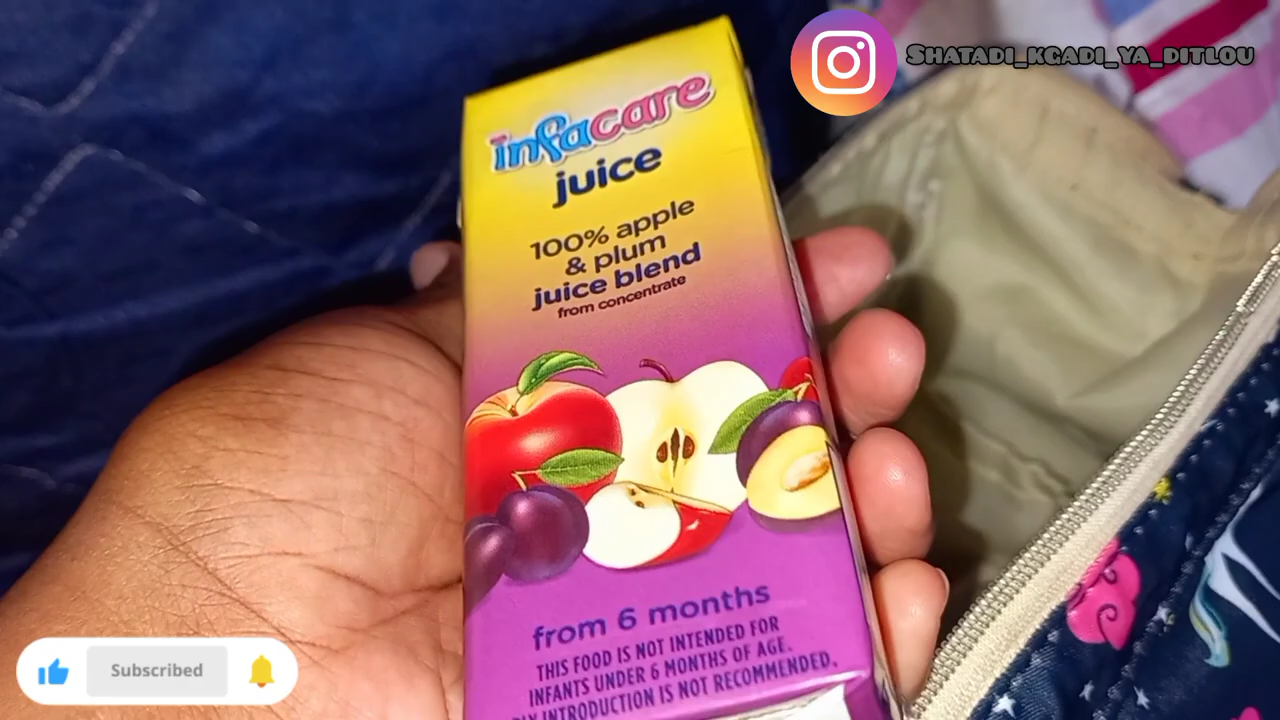 Shatadi_kgadi_ya_ditlou
infacare
juice
100% apple
& plum
juice blend
from concentrate
from 6 months
THIS FOOD IS NOT INTENDED FOR
INFANTS UNDER 6 MONTHS OF AGE.
INTRODUCTION IS NOT RECOMMENDED,
Subscribed